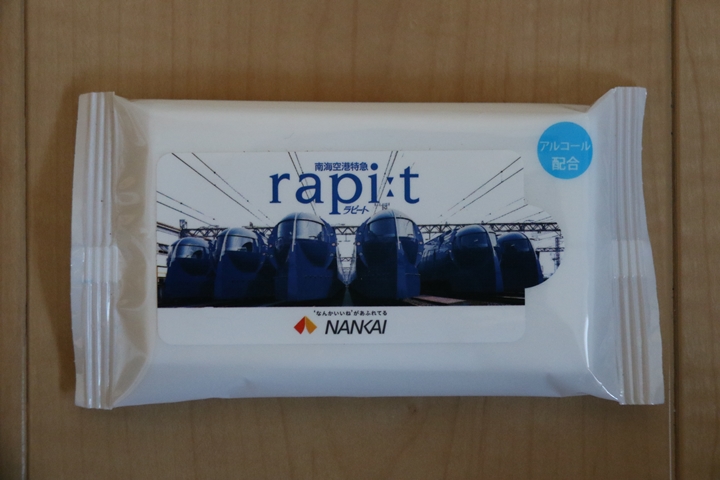 アルコール
配合
南海空港特急
rapi:t
ラピート
'なんかいいね'があふれてる
NANKAI